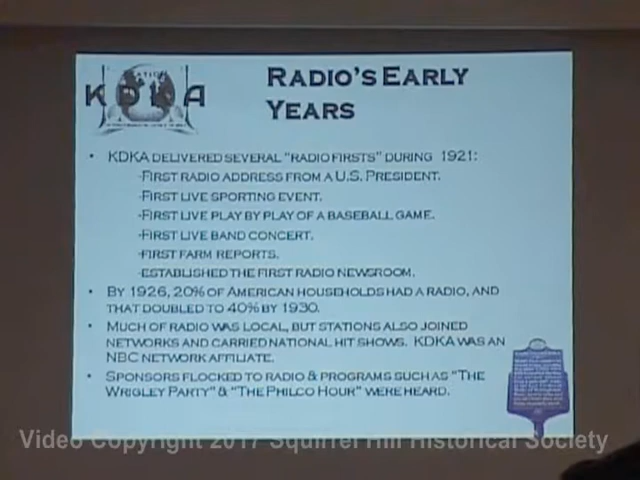 STATION
KDKA
RADIO'S EARLY
YEARS
• KDKA DELIVERED SEVERAL "RADIO FIRSTS" DURING 1921:
-FIRST RADIO ADDRESS FROM A U.S. PRESIDENT.
-FIRST LIVE SPORTING EVENT.
-FIRST LIVE PLAY BY PLAY OF A BASEBALL GAME.
-FIRST LIVE BAND CONCERT.
-FIRST FARM REPORTS.
-ESTABLISHED THE FIRST RADIO NEWSROOM.
• BY 1926, 20% OF AMERICAN HOUSEHOLDS HAD A RADIO, AND
THAT DOUBLED TO 40% BY 1930.
• MUCH OF RADIO WAS LOCAL, BUT STATIONS ALSO JOINED
NETWORKS AND CARRIED NATIONAL HIT SHOWS. KDKA WAS AN
NBC NETWORK AFFILIATE.
• SPONSORS FLOCKED TO RADIO & PROGRAMS SUCH AS "THE
WRIGLEY PARTY" & "THE PHILCO HOUR" WERE HEARD.
Video Copyright 2017 Squirrel Hill Historical Society